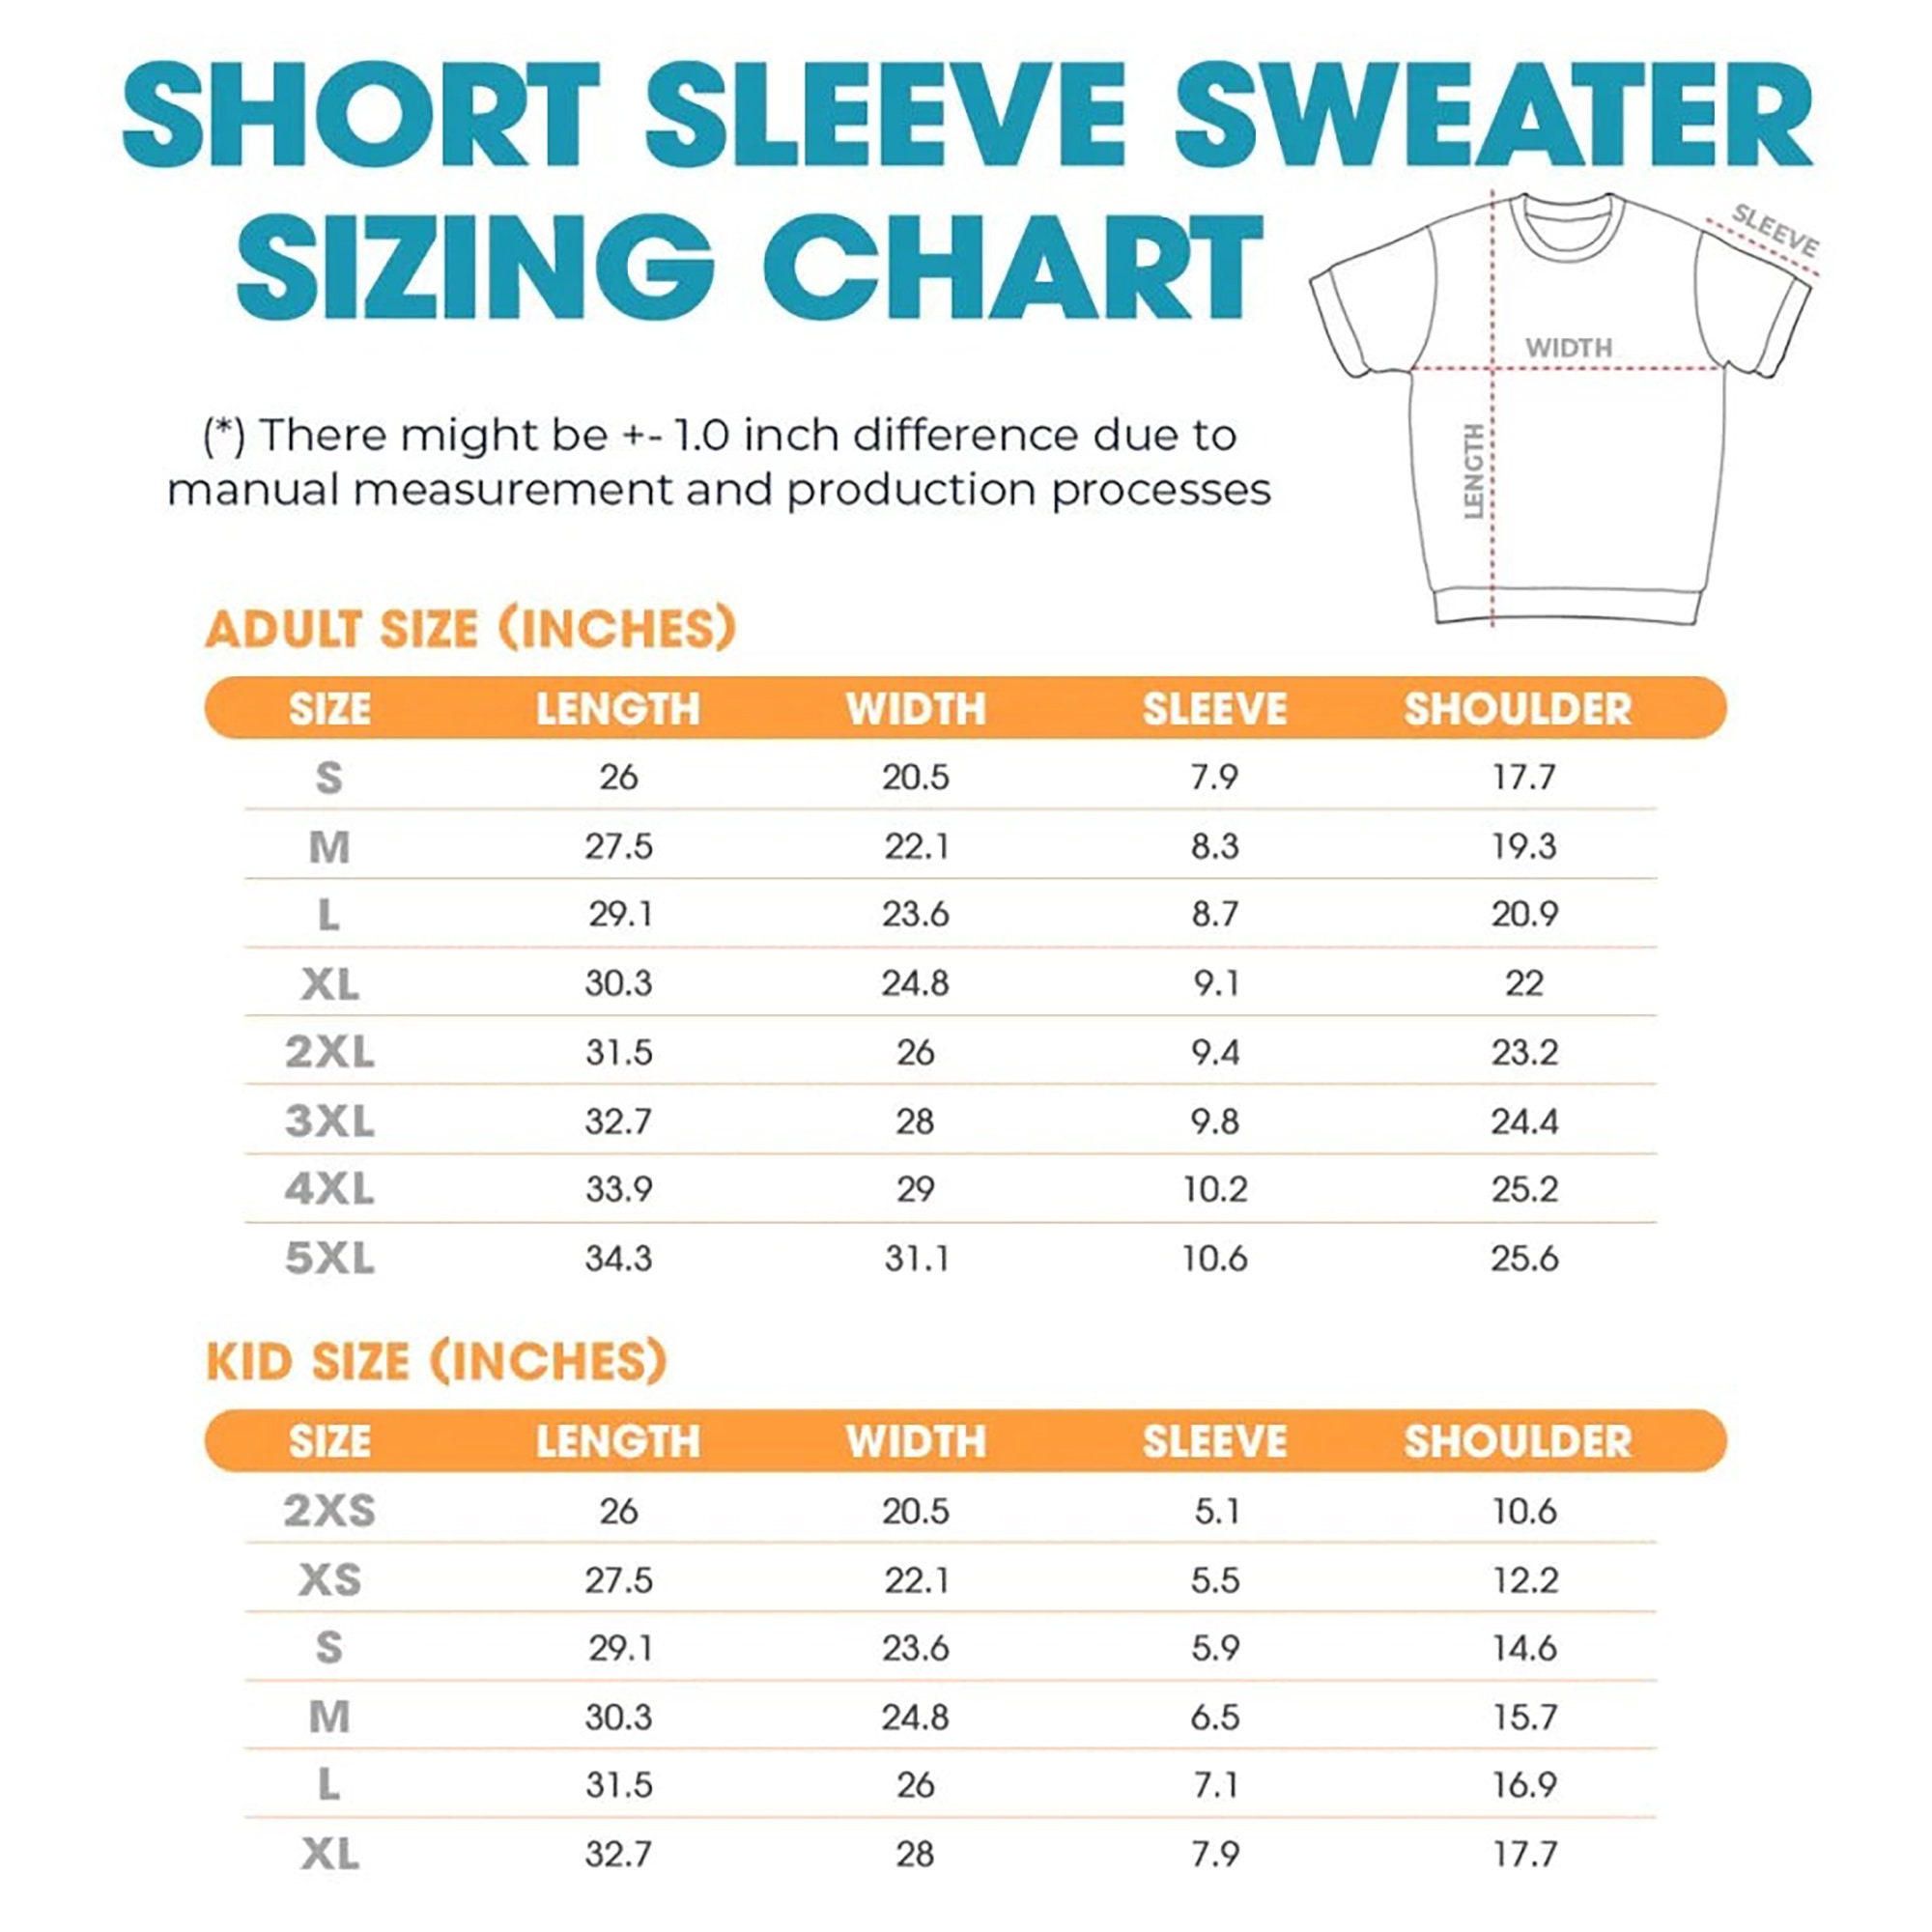 SHORT SLEEVE SWEATER
SIZING CHART
SLEEVE
WIDTH
LENGTH
(*) There might be +- 1.0 inch difference due to
manual measurement and production processes
ADULT SIZE (INCHES)
SIZE LENGTH WIDTH SLEEVE SHOULDER
S 26 20.5 7.9 17.7
M 27.5 22.1 8.3 19.3
L 29.1 23.6 8.7 20.9
XL 30.3 24.8 9.1 22
2XL 31.5 26 9.4 23.2
3XL 32.7 28 9.8 24.4
4XL 33.9 29 10.2 25.2
5XL 34.3 31.1 10.6 25.6
KID SIZE (INCHES)
SIZE LENGTH WIDTH SLEEVE SHOULDER
2XS 26 20.5 5.1 10.6
XS 27.5 22.1 5.5 12.2
S 29.1 23.6 5.9 14.6
M 30.3 24.8 6.5 15.7
L 31.5 26 7.1 16.9
XL 32.7 28 7.9 17.7